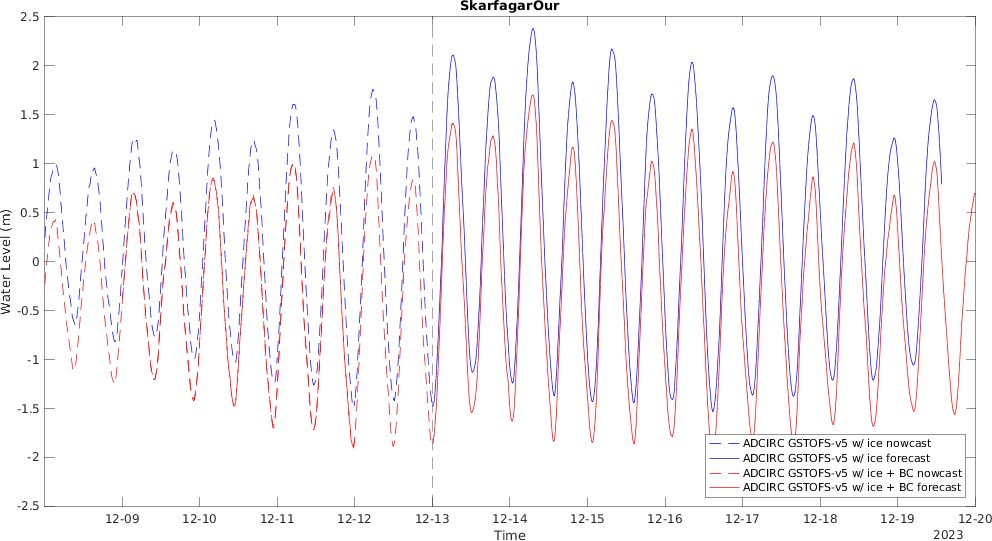 SkarfagarOur
2.5
2
1.5
1
0.5
0
-0.5
-1
-1.5
-2
-2.5
Water Level (m)
12-09 12-10 12-11 12-12 12-13 12-14 12-15 12-16 12-17 12-18 12-19 12-20
Time
2023
ADCIRC GSTOFS-v5 w/ ice nowcast
ADCIRC GSTOFS-v5 w/ ice forecast
ADCIRC GSTOFS-v5 w/ ice + BC nowcast
ADCIRC GSTOFS-v5 w/ ice + BC forecast